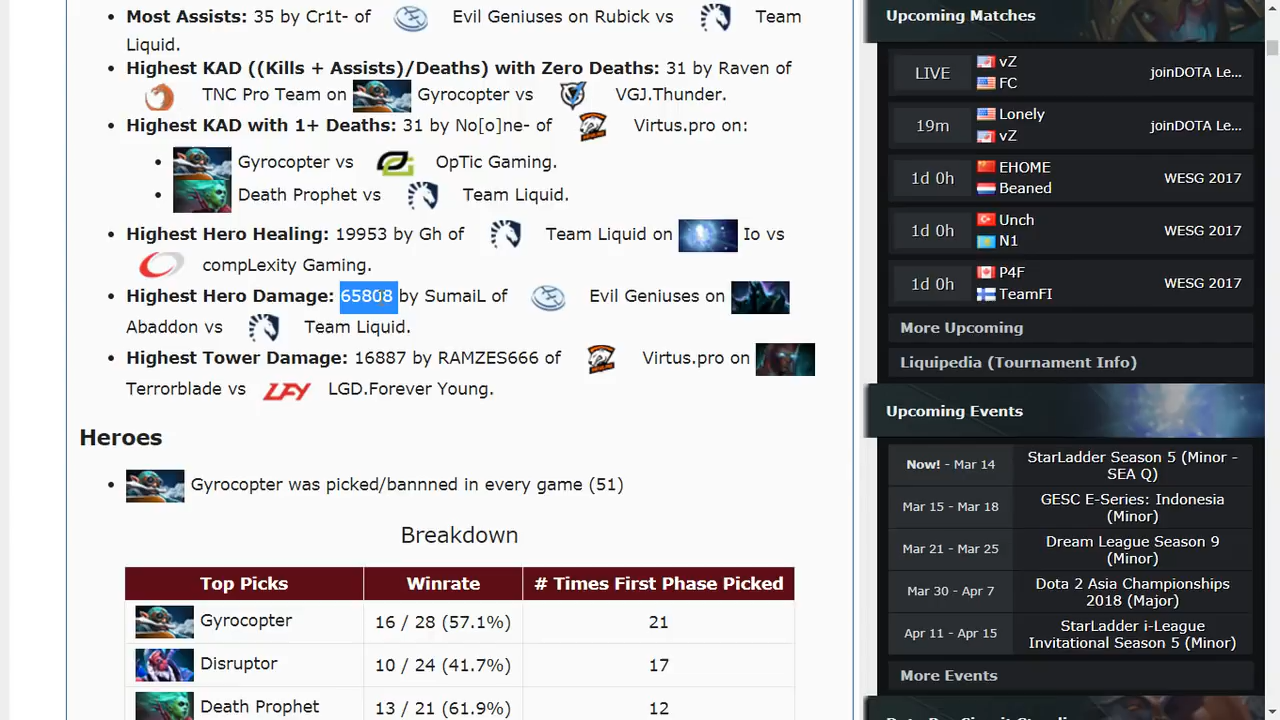 Most Assists: 35 by Cr1t- of Evil Geniuses on Rubick vs Team
Liquid.
Highest KAD ((Kills + Assists)/Deaths) with Zero Deaths: 31 by Raven of
TNC Pro Team on Gyrocopter vs VGJ.Thunder.
Highest KAD with 1+ Deaths: 31 by No[o]ne- of Virtus.pro on:
Gyrocopter vs OpTic Gaming.
Death Prophet vs Team Liquid.
Highest Hero Healing: 19953 by Gh of Team Liquid on Io vs
compLexity Gaming.
Highest Hero Damage: 65808 by SumaiL of Evil Geniuses on
Abaddon vs Team Liquid.
Highest Tower Damage: 16887 by RAMZES666 of Virtus.pro on
Terrorblade vs LFY LGD.Forever Young.
Heroes
Gyrocopter was picked/bannned in every game (51)
Breakdown
Top Picks Winrate # Times First Phase Picked
Gyrocopter 16 / 28 (57.1%) 21
Disruptor 10 / 24 (41.7%) 17
Death Prophet 13 / 21 (61.9%) 12
Upcoming Matches
LIVE vZ FC joinDOTA Le...
19m Lonely vZ joinDOTA Le...
1d 0h EHOME Beaned WESG 2017
1d 0h Unch N1 WESG 2017
1d 0h P4F TeamFI WESG 2017
More Upcoming
Liquipedia (Tournament Info)
Upcoming Events
Now! - Mar 14 StarLadder Season 5 (Minor -
SEA Q)
Mar 15 - Mar 18 GESC E-Series: Indonesia
(Minor)
Mar 21 - Mar 25 Dream League Season 9
(Minor)
Mar 30 - Apr 7 Dota 2 Asia Championships
2018 (Major)
Apr 11 - Apr 15 StarLadder i-League
Invitational Season 5 (Minor)
More Events